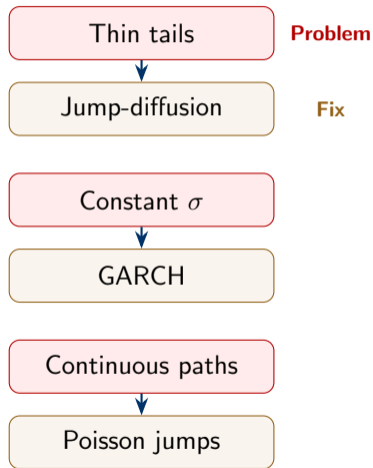 Thin tails
Problem
Jump-diffusion
Fix
Constant σ
GARCH
Continuous paths
Poisson jumps